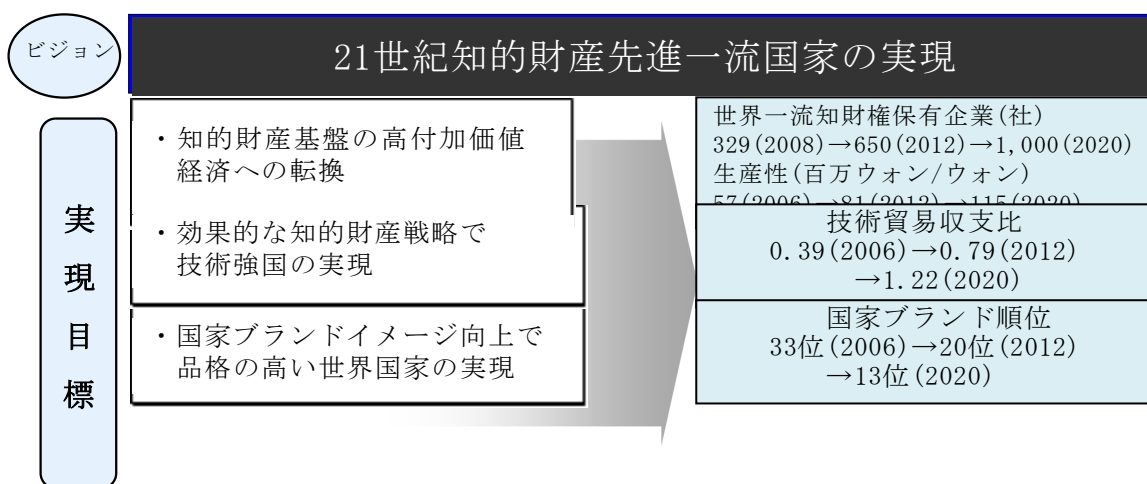 ビジョン
21世紀知的財産先進一流国家の実現
実現目標
・知的財産基盤の高付加価値
経済への転換
・効果的な知的財産戦略で
技術強国の実現
・国家ブランドイメージ向上で
品格の高い世界国家の実現
世界一流知財権保有企業(社)
329(2008)→650(2012)→1,000(2020)
生産性(百万ウォン/ウォン)
57(2006)→81(2012)→115(2020)
技術貿易収支比
0.39(2006)→0.79(2012)
→1.22(2020)
国家ブランド順位
33位(2006)→20位(2012)
→13位(2020)